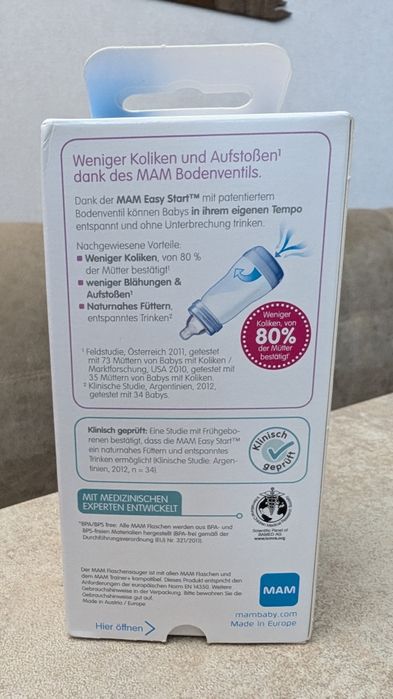 Weniger Koliken und Aufstoßen¹
dank des MAM Bodenventils.
Dank der MAM Easy Start™ mit patentiertem
Bodenventil können Babys in ihrem eigenen Tempo
entspannt und ohne Unterbrechung trinken.
Nachgewiesene Vorteile:
Weniger Koliken, von 80 %
der Mütter bestätigt¹
weniger Blähungen &
Aufstoßen¹
Naturnahes Füttern,
entspanntes Trinken²
Weniger
Koliken, von
80%
der Mütter
bestätigt¹
¹ Feldstudie, Österreich 2011, getestet
mit 73 Müttern von Babys mit Koliken /
Marktforschung, USA 2010, getestet mit
35 Müttern von Babys mit Koliken.
² Klinische Studie, Argentinien, 2012,
getestet mit 34 Babys.
Klinisch geprüft: Eine Studie mit Frühgebo-
renen bestätigt, dass die MAM Easy Start™
ein naturnahes Füttern und entspanntes
Trinken ermöglicht (Klinische Studie: Argen-
tinien, 2012, n = 34).
Klinisch
geprüft
MIT MEDIZINISCHEN
EXPERTEN ENTWICKELT
*BPA/BPS free: Alle MAM Flaschen werden aus BPA- und
BPS-freien Materialien hergestellt (BPA-frei gemäß der
Durchführungsverordnung (EU) Nr. 321/2011).
Scientific Panel of
Der MAM Flaschensauger ist mit allen MAM Flaschen und
dem MAM Trainer+ kompatibel. Dieses Produkt entspricht den
Anforderungen der europäischen Norm EN 14350. Weitere
Gebrauchshinweise in der Verpackung. Bitte bewahren Sie die
Gebrauchshinweise gut auf.
Made in Austria / Europe
MAM
mambaby.com
Made in Europe
Hier öffnen